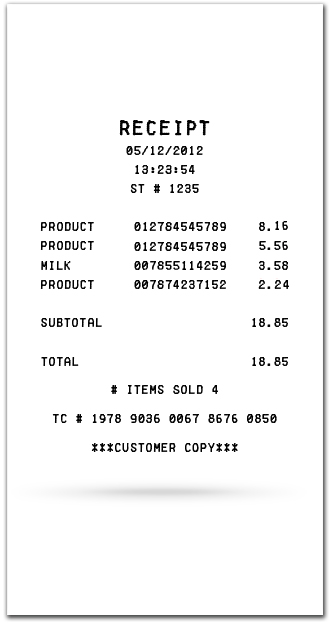 RECEIPT
05/12/2012
13:23:54
ST # 1235
PRODUCT 012784545789 8.16
PRODUCT 012784545789 5.56
MILK 007855114259 3.58
PRODUCT 007874237152 2.24
SUBTOTAL 18.85
TOTAL 18.85
# ITEMS SOLD 4
TC # 1978 9036 0067 8676 0850
***CUSTOMER COPY***